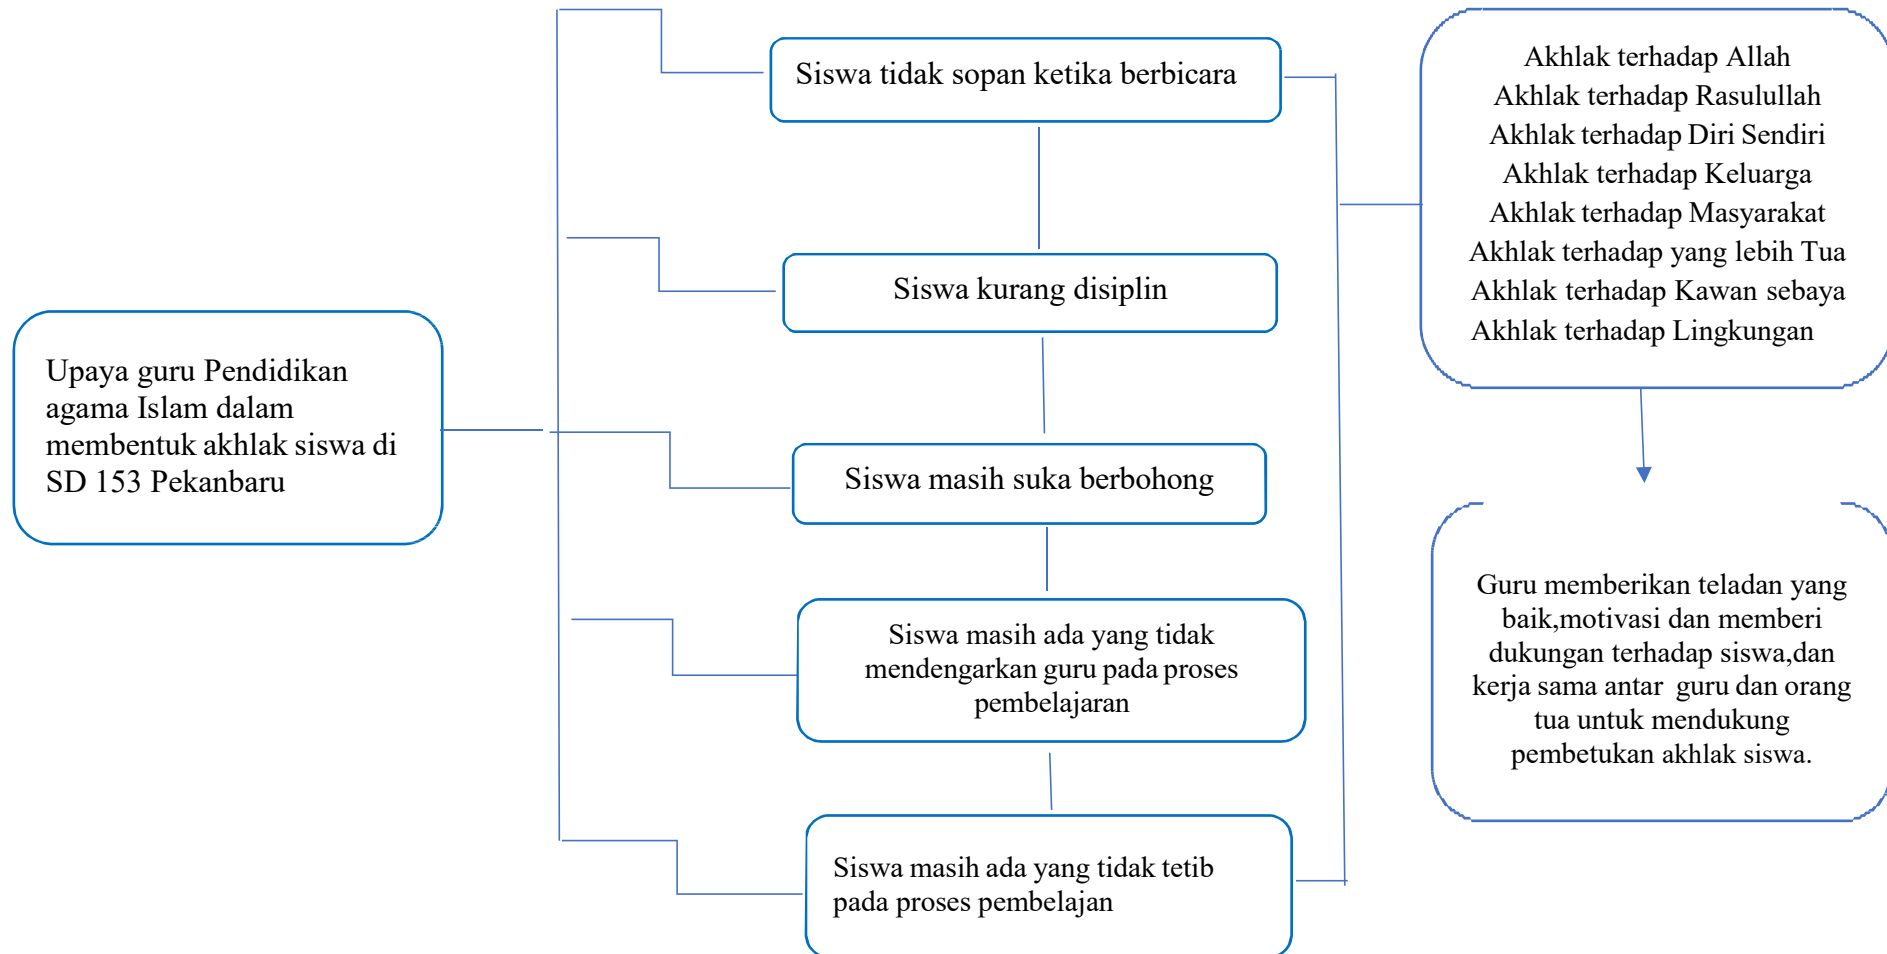 Upaya guru Pendidikan
agama Islam dalam
membentuk akhlak siswa di
SD 153 Pekanbaru
Siswa tidak sopan ketika berbicara
Siswa kurang disiplin
Siswa masih suka berbohong
Siswa masih ada yang tidak
mendengarkan guru pada proses
pembelajaran
Siswa masih ada yang tidak tetib
pada proses pembelajan
Akhlak terhadap Allah
Akhlak terhadap Rasulullah
Akhlak terhadap Diri Sendiri
Akhlak terhadap Keluarga
Akhlak terhadap Masyarakat
Akhlak terhadap yang lebih Tua
Akhlak terhadap Kawan sebaya
Akhlak terhadap Lingkungan
Guru memberikan teladan yang
baik,motivasi dan memberi
dukungan terhadap siswa,dan
kerja sama antar guru dan orang
tua untuk mendukung
pembetukan akhlak siswa.